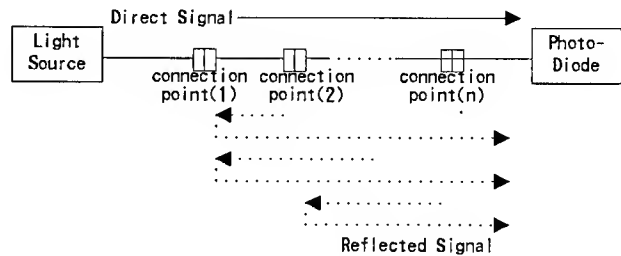 Direct Signal
Light
Source
Photo-
Diode
connection
point(1)
connection
point(2)
connection
point(n)
Reflected Signal